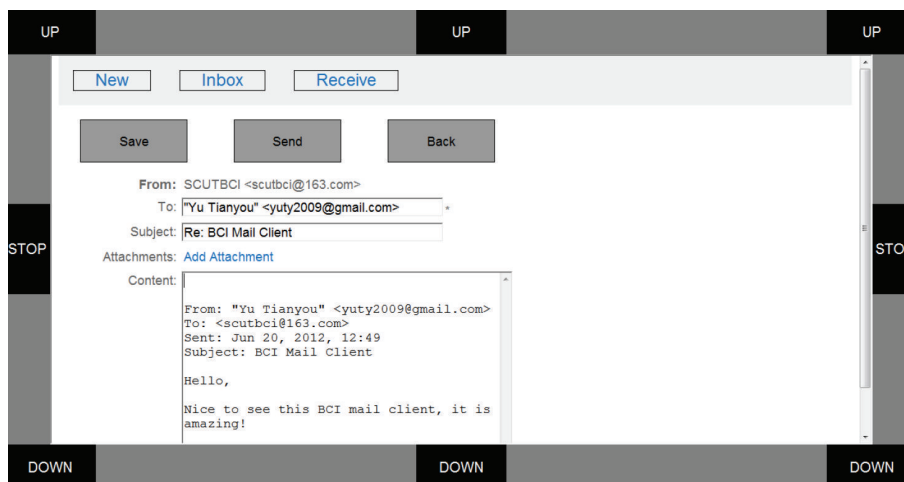 UP UP UP
New Inbox Receive
Save Send Back
From: SCUTBCI <scutbci@163.com>
To: "Yu Tianyou" <yuty2009@gmail.com> *
Subject: Re: BCI Mail Client
STOP STO
Attachments: Add Attachment
Content:
From: "Yu Tianyou" <yuty2009@gmail.com>
To: <scutbci@163.com>
Sent: Jun 20, 2012, 12:49
Subject: BCI Mail Client
Hello,
Nice to see this BCI mail client, it is
amazing!
DOWN DOWN DOWN